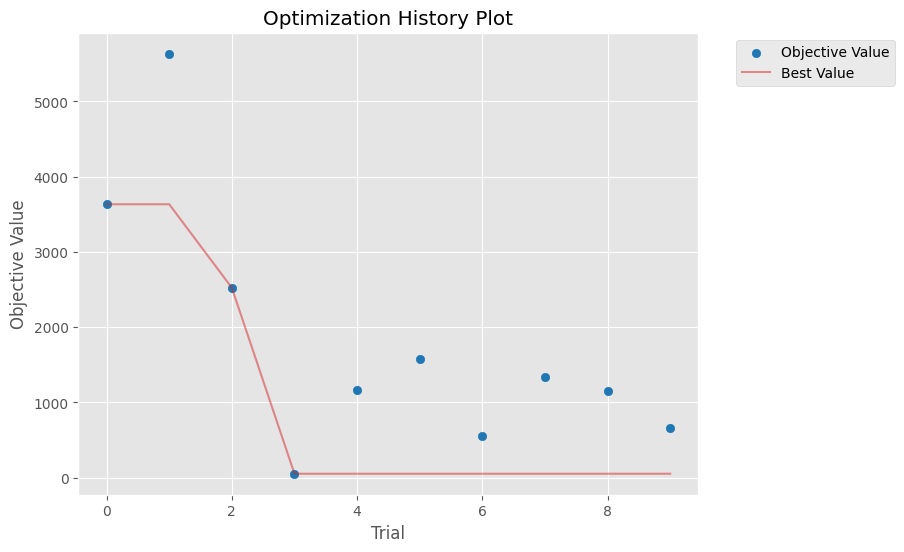 Optimization History Plot
Objective Value
Best Value
Objective Value
5000
4000
3000
2000
1000
0
0 2 4 6 8
Trial